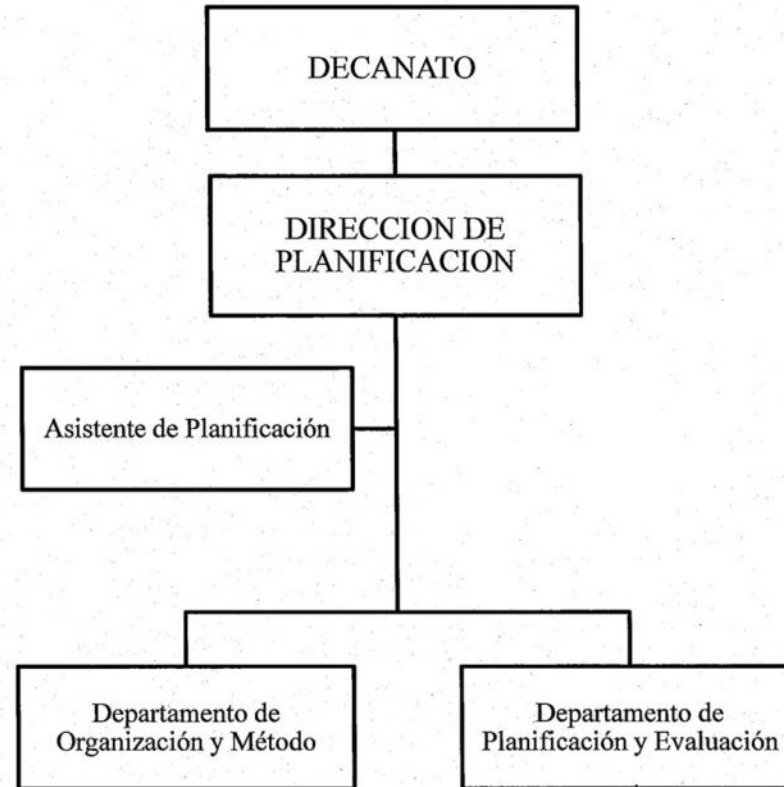 DECANATO
DIRECCION DE
PLANIFICACION
Asistente de Planificación
Departamento de
Organización y Método
Departamento de
Planificación y Evaluación